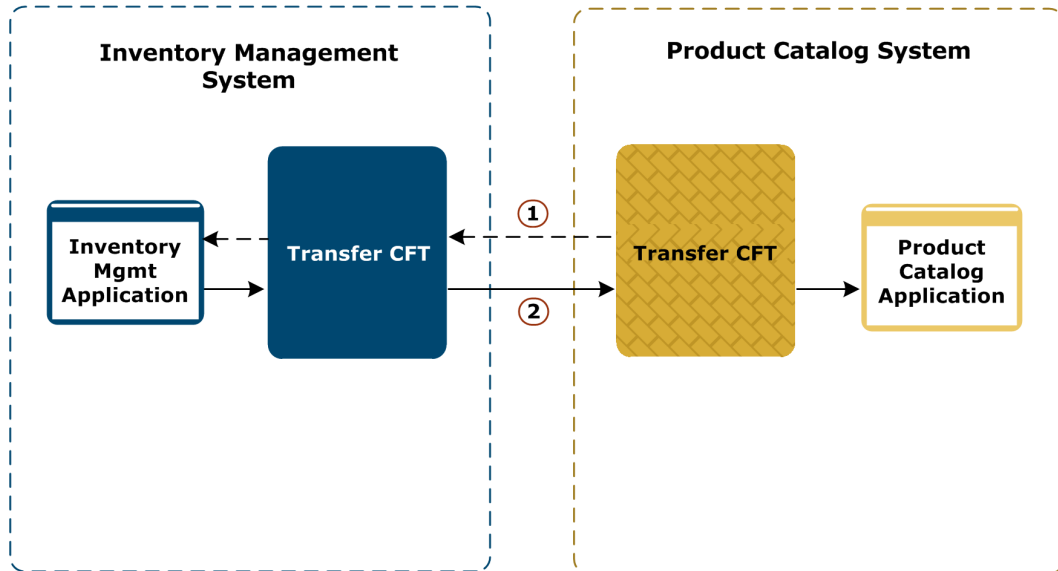 Inventory Management
System
Product Catalog System
Inventory
Mgmt
Application
Transfer CFT
1
2
Transfer CFT
Product
Catalog
Application